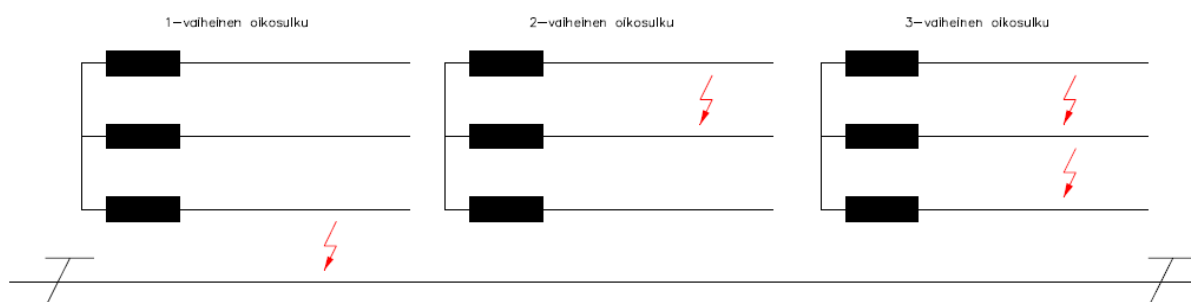 1-vaiheinen oikosulku
2-vaiheinen oikosulku
3-vaiheinen oikosulku